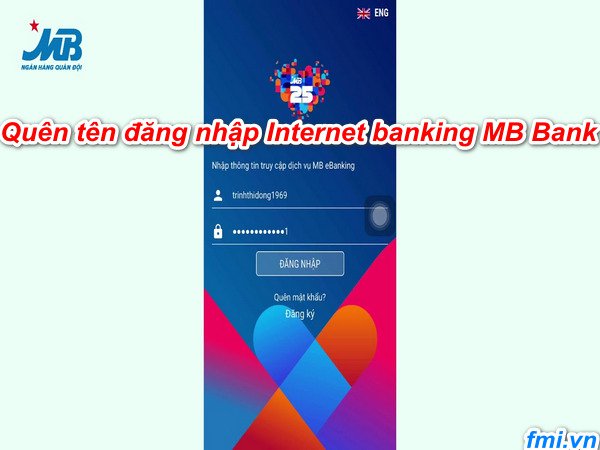 ENG
MB
NGÂN HÀNG QUÂN ĐỘI
MB
25
Quên tên đăng nhập Internet banking MB Bank
Nhập thông tin truy cập dịch vụ MB eBanking
trinhthidong1969
••••••••••••1
ĐĂNG NHẬP
Quên mật khẩu?
Đăng ký
fmi.vn